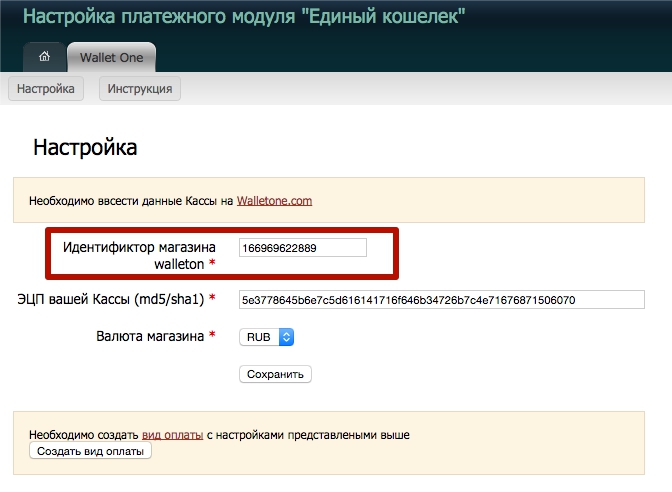 Настройка платежного модуля "Единый кошелек"
Wallet One
Настройка
Инструкция
Настройка
Необходимо ввсести данные Кассы на Walletone.com
Идентификтор магазина
walleton *
166969622889
ЭЦП вашей Кассы (md5/sha1) *
5e3778645b6e7c5d616141716f646b34726b7c4e71676871506070
Валюта магазина *
RUB
Сохранить
Необходимо создать вид оплаты с настройками представлеными выше
Создать вид оплаты